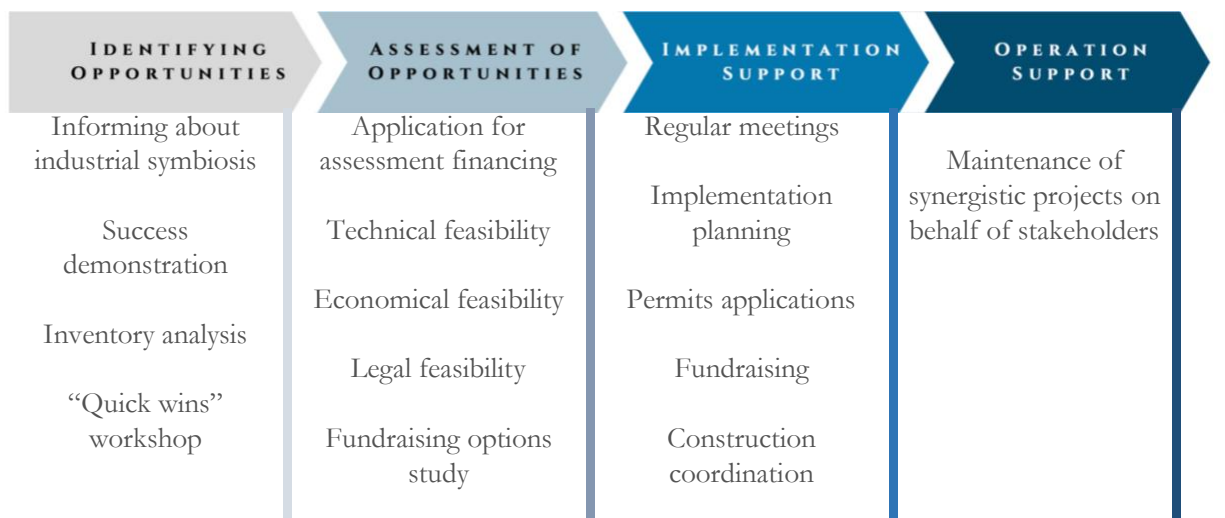 IDENTIFYING
OPPORTUNITIES
Informing about
industrial symbiosis
Success
demonstration
Inventory analysis
“Quick wins”
workshop
ASSESSMENT OF
OPPORTUNITIES
Application for
assessment financing
Technical feasibility
Economical feasibility
Legal feasibility
Fundraising options
study
IMPLEMENTATION
SUPPORT
Regular meetings
Implementation
planning
Permits applications
Fundraising
Construction
coordination
OPERATION
SUPPORT
Maintenance of
synergistic projects on
behalf of stakeholders